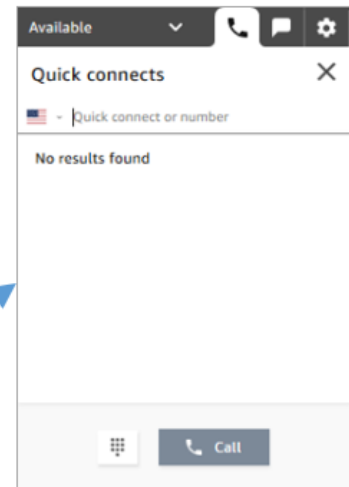 Available
Quick connects
Quick connect or number
No results found
Call